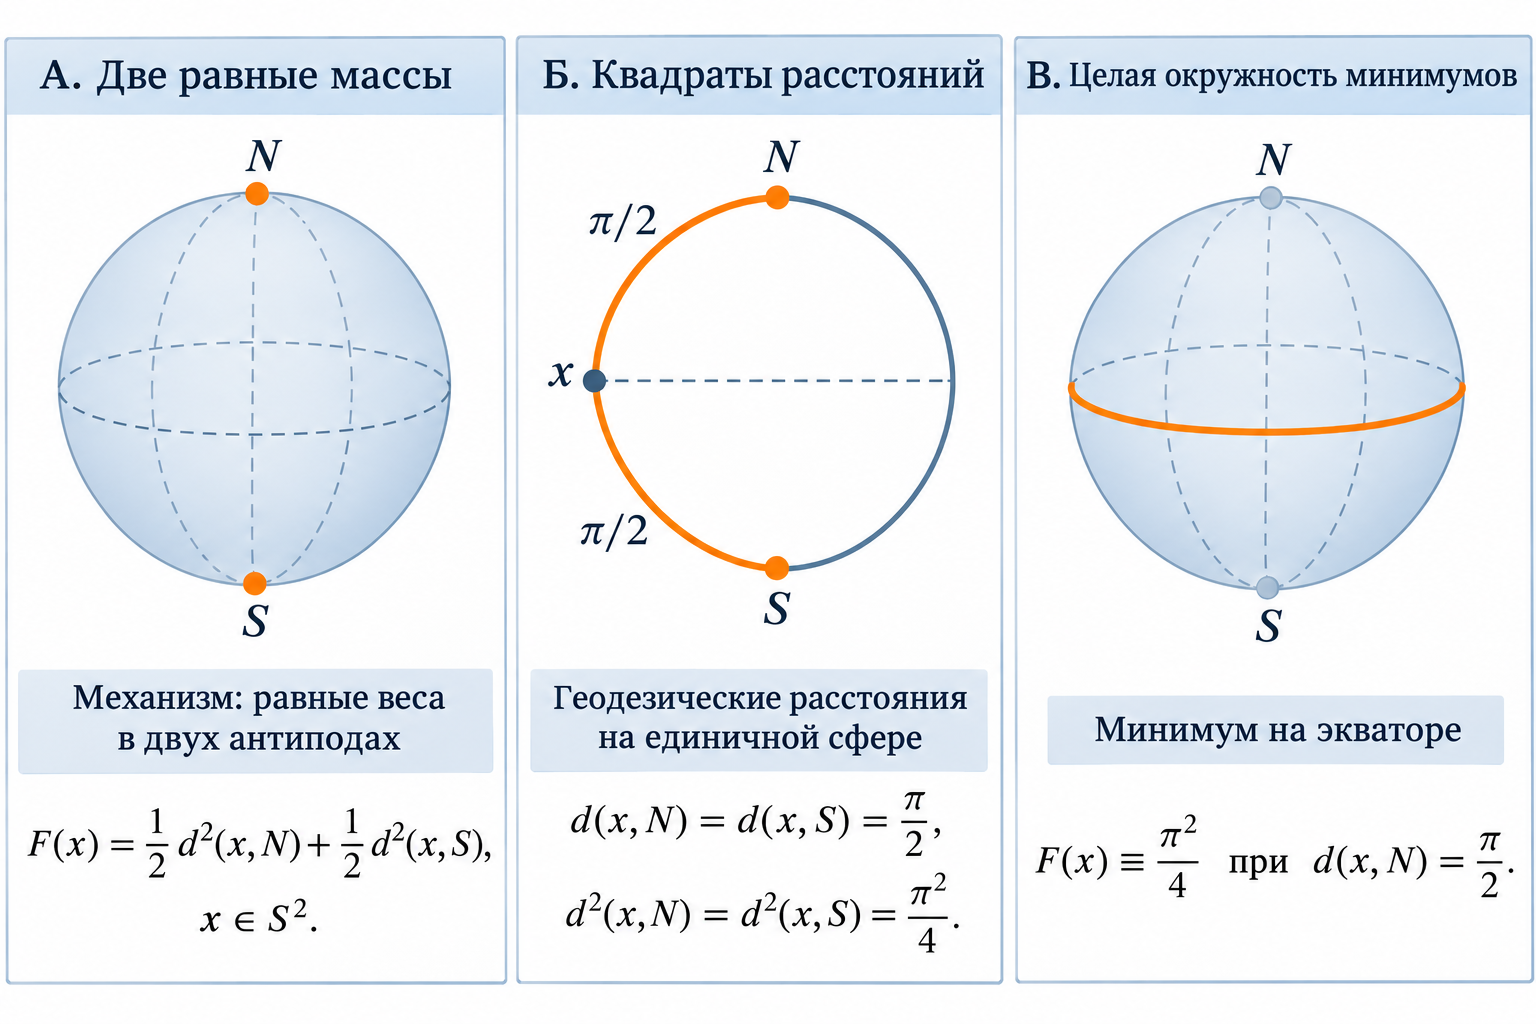 А. Две равные массы
N
S
Механизм: равные веса
в двух антиподах
F(x) = 1/2 d²(x, N) + 1/2 d²(x, S),
x ∈ S².
Б. Квадраты расстояний
N
π/2
x
π/2
S
Геодезические расстояния
на единичной сфере
d(x, N) = d(x, S) = π/2,
d²(x, N) = d²(x, S) = π²/4.
В. Целая окружность минимумов
N
S
Минимум на экваторе
F(x) ≡ π²/4 при d(x, N) = π/2.